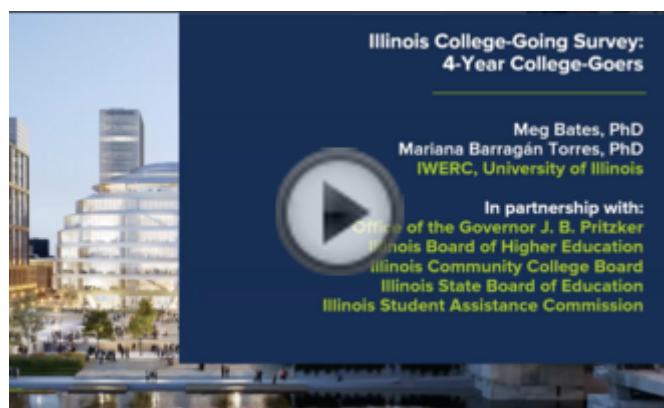 Illinois College-Going Survey:
4-Year College-Goers
Meg Bates, PhD
Mariana Barragán Torres, PhD
IWERC, University of Illinois
In partnership with:
Office of the Governor J. B. Pritzker
Illinois Board of Higher Education
Illinois Community College Board
Illinois State Board of Education
Illinois Student Assistance Commission